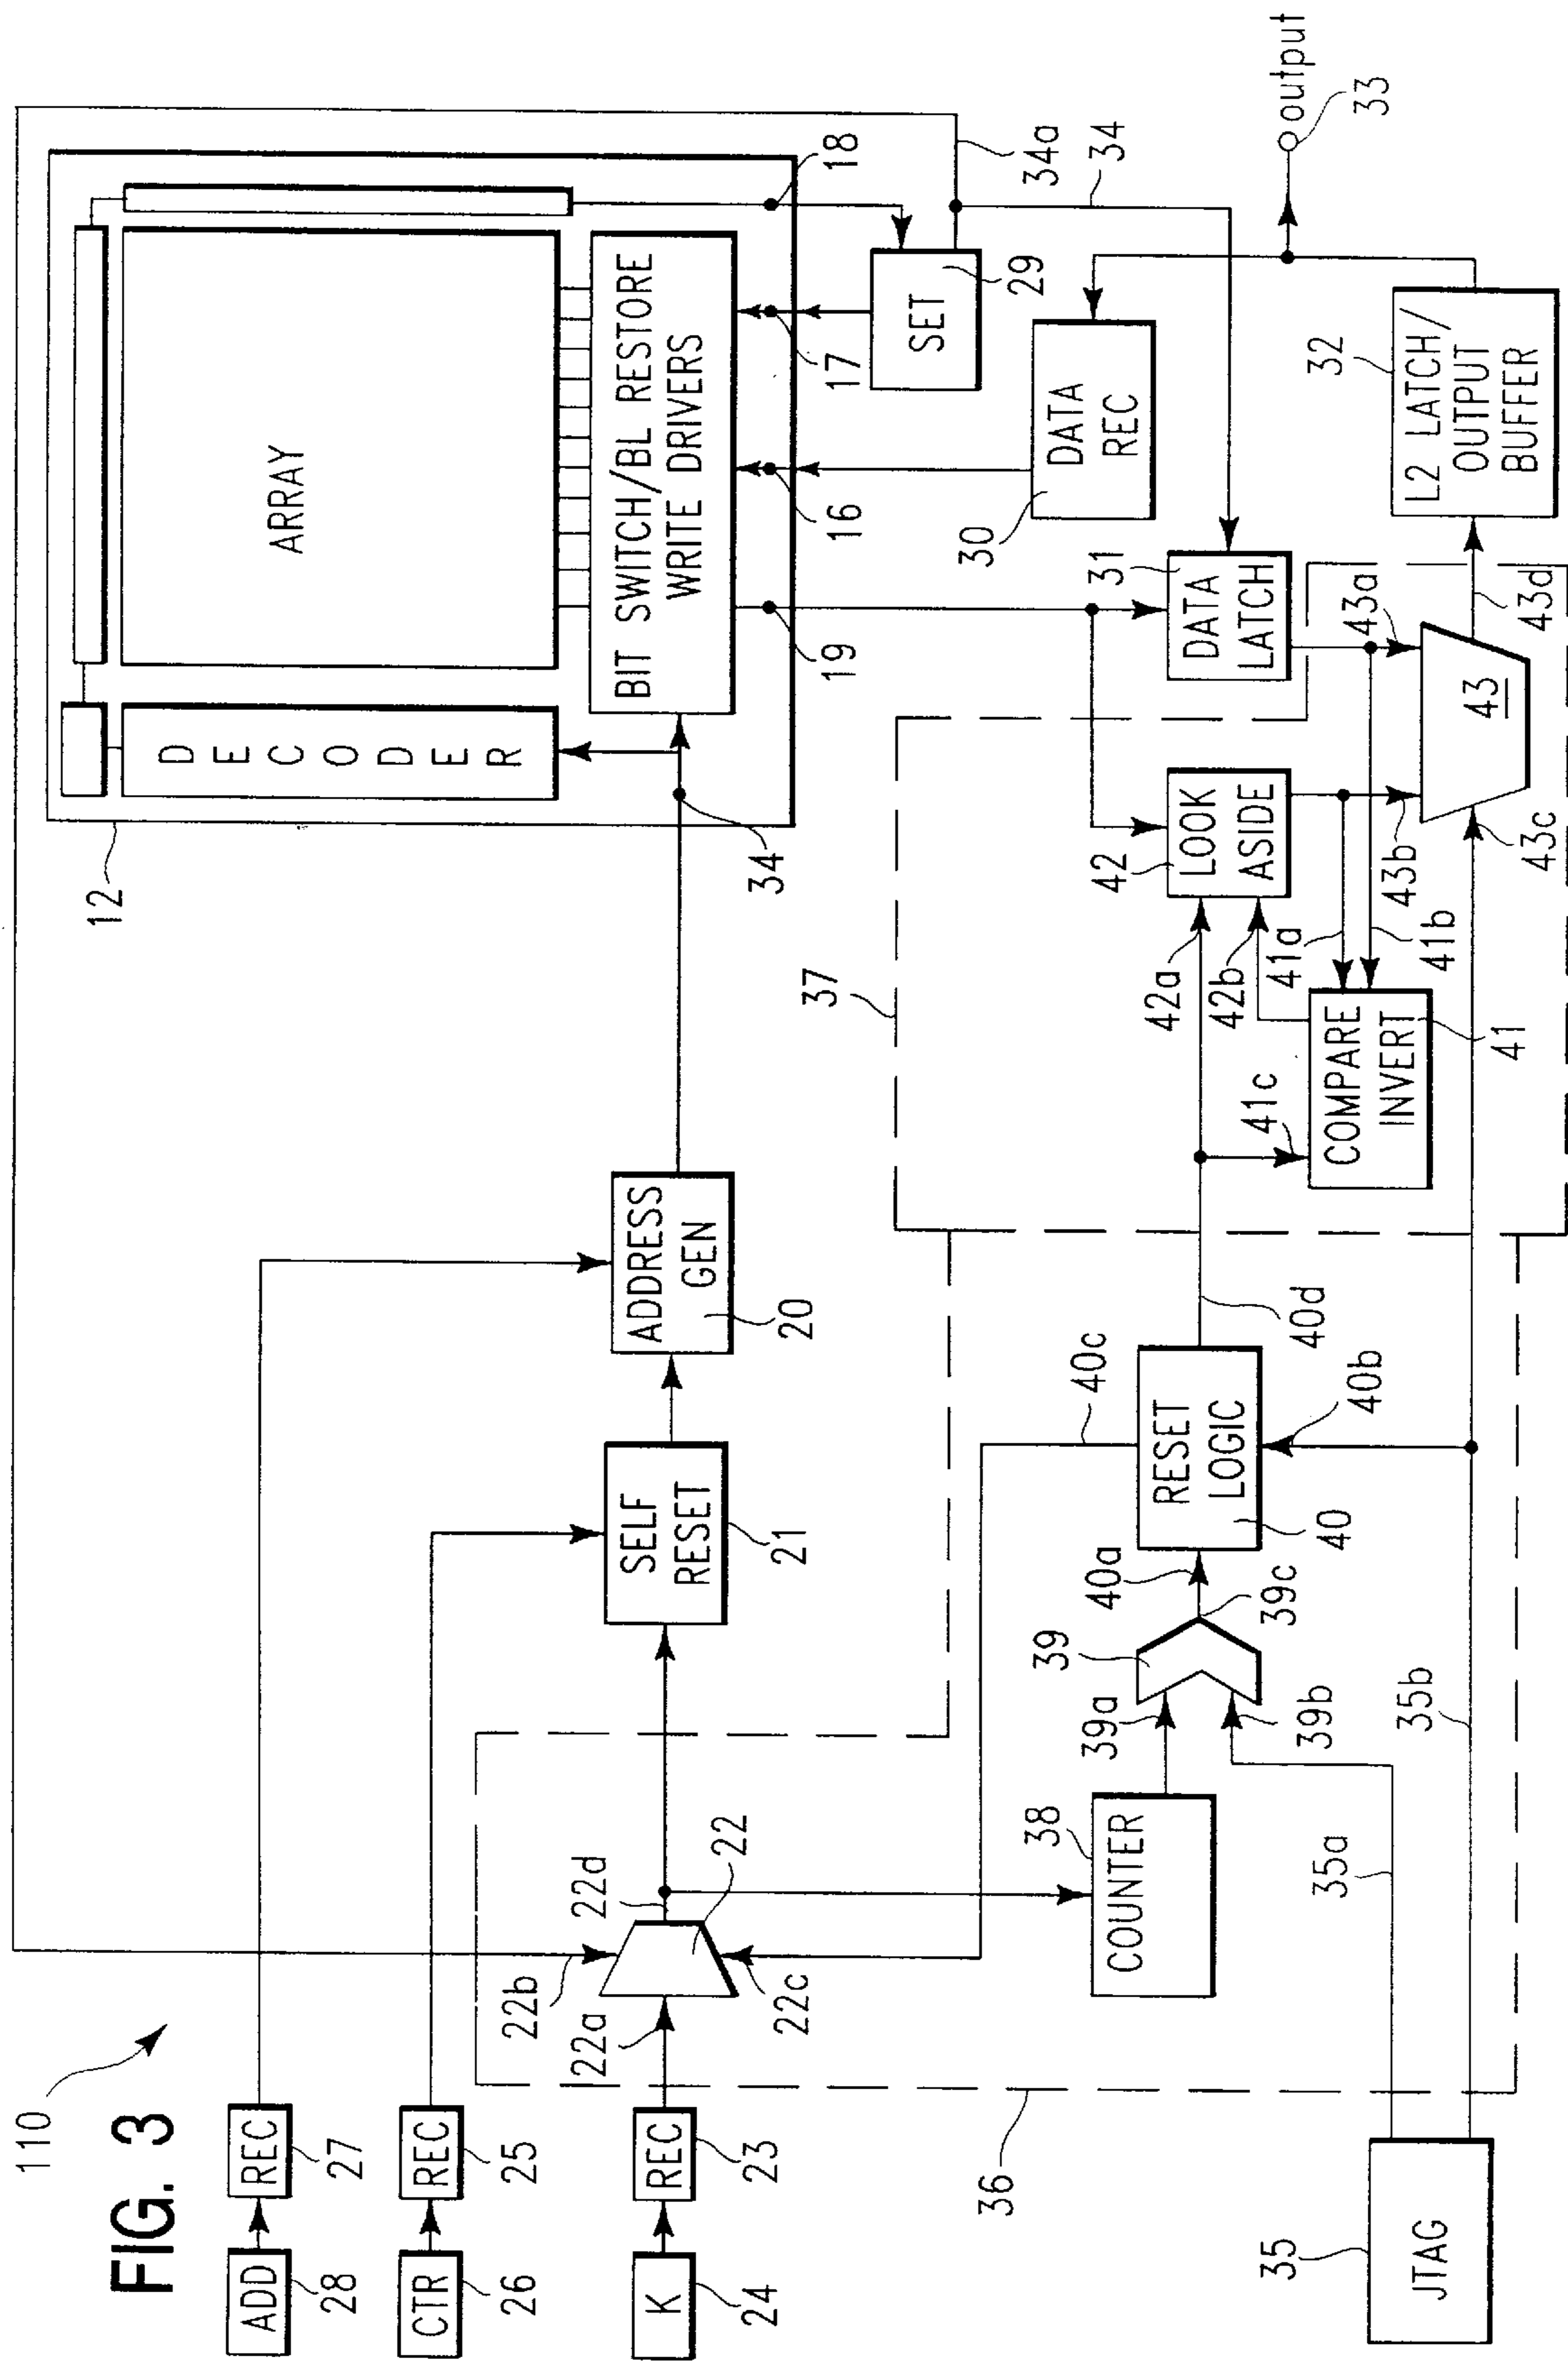 FIG. 3
110
12
ARRAY
DECODER
BIT SWITCH/BL RESTORE
WRITE DRIVERS
34
19
16
17
18
ADD
28
REC
27
CTR
26
REC
25
K
24
REC
23
22a
22b
22c
22d
22
SELF
RESET
21
ADDRESS
GEN
20
SET
29
34a
34
DATA
REC
30
DATA
LATCH
31
L2 LATCH/
OUTPUT
BUFFER
32
output
33
36
37
COUNTER
38
39a
39b
39
39c
40a
RESET
LOGIC
40
40b
40c
40d
LOOK
ASIDE
42
42a
42b
COMPARE
INVERT
41
41a
41b
41c
43
43a
43b
43c
43d
JTAG
35
35a
35b